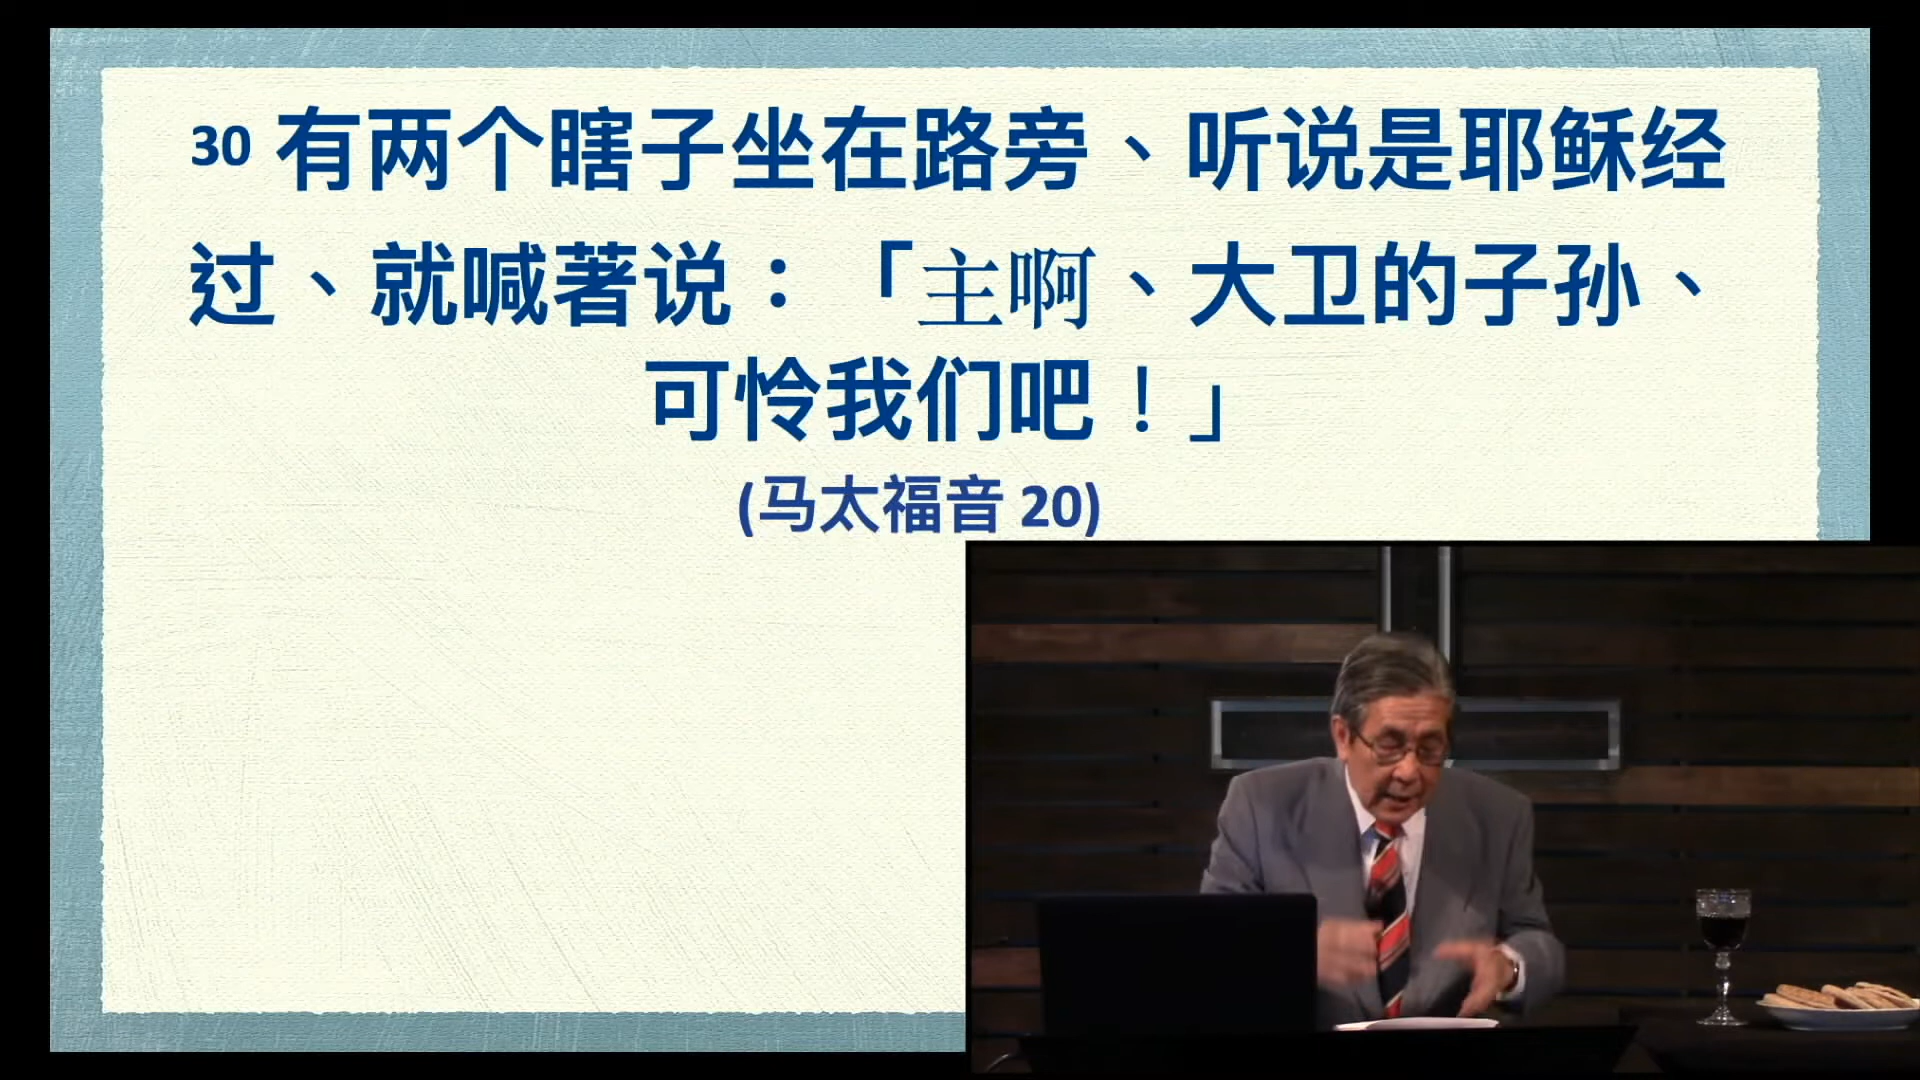 30 有两个瞎子坐在路旁、听说是耶稣经
过、就喊著说：「主啊、大卫的子孙、
可怜我们吧！」
(马太福音 20)